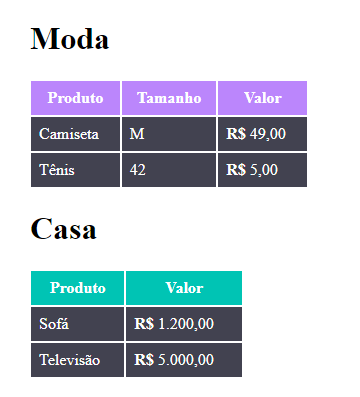 Moda
Produto Tamanho Valor
Camiseta M R$ 49,00
Tênis 42 R$ 5,00
Casa
Produto Valor
Sofá R$ 1.200,00
Televisão R$ 5.000,00